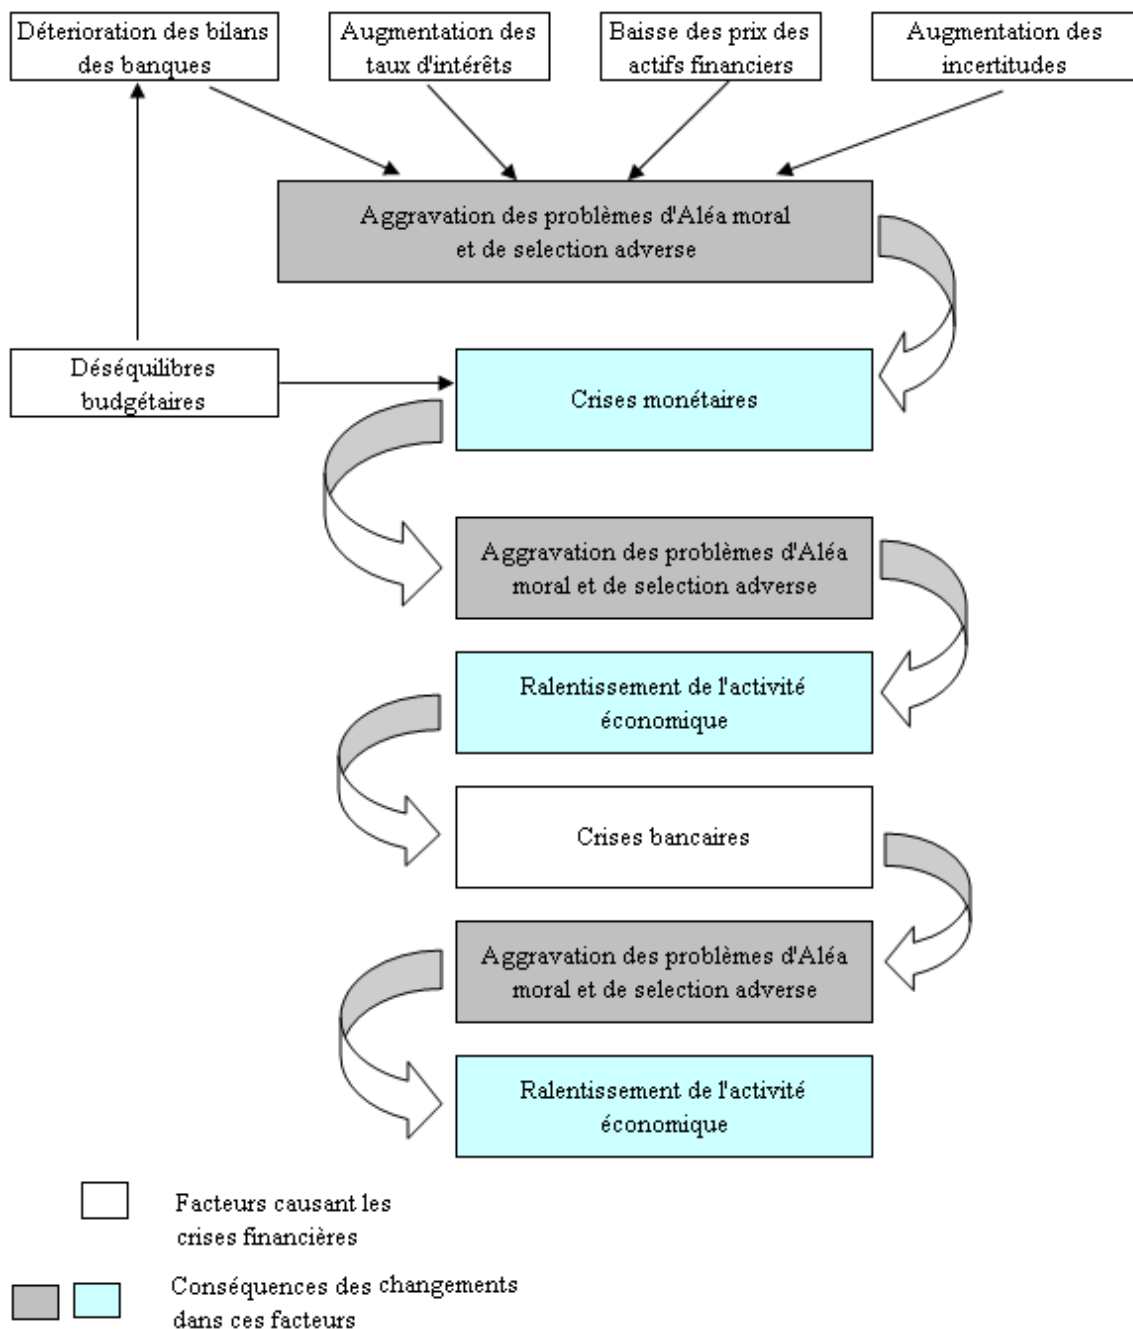 Déterioration des bilans
des banques
Augmentation des
taux d'intérêts
Baisse des prix des
actifs financiers
Augmentation des
incertitudes
Aggravation des problèmes d'Aléa moral
et de selection adverse
Déséquilibres
budgétaires
Crises monétaires
Aggravation des problèmes d'Aléa
moral et de selection adverse
Ralentissement de l'activité
économique
Crises bancaires
Aggravation des problèmes d'Aléa
moral et de selection adverse
Ralentissement de l'activité
économique
Facteurs causant les
crises financières
Conséquences des changements
dans ces facteurs